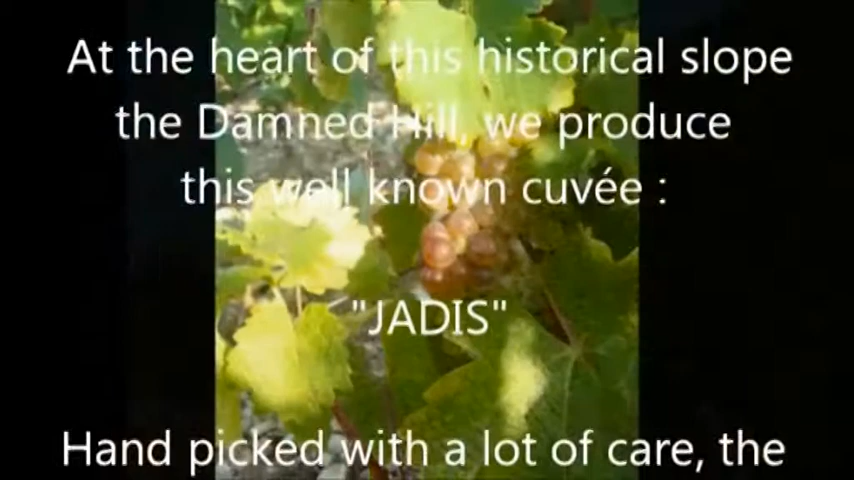 At the heart of this historical slope
the Damned Hill, we produce
this well known cuvée :
"JADIS"
Hand picked with a lot of care, the